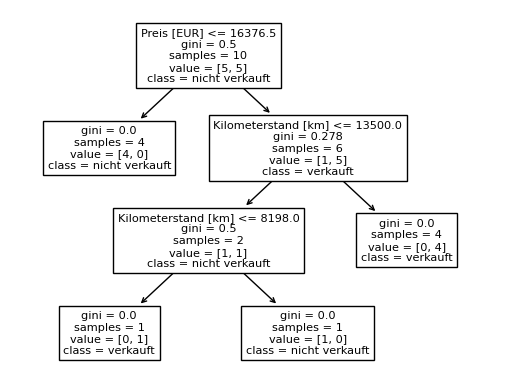 Preis [EUR] <= 16376.5
gini = 0.5
samples = 10
value = [5, 5]
class = nicht verkauft
gini = 0.0
samples = 4
value = [4, 0]
class = nicht verkauft
Kilometerstand [km] <= 13500.0
gini = 0.278
samples = 6
value = [1, 5]
class = verkauft
Kilometerstand [km] <= 8198.0
gini = 0.5
samples = 2
value = [1, 1]
class = nicht verkauft
gini = 0.0
samples = 4
value = [0, 4]
class = verkauft
gini = 0.0
samples = 1
value = [0, 1]
class = verkauft
gini = 0.0
samples = 1
value = [1, 0]
class = nicht verkauft